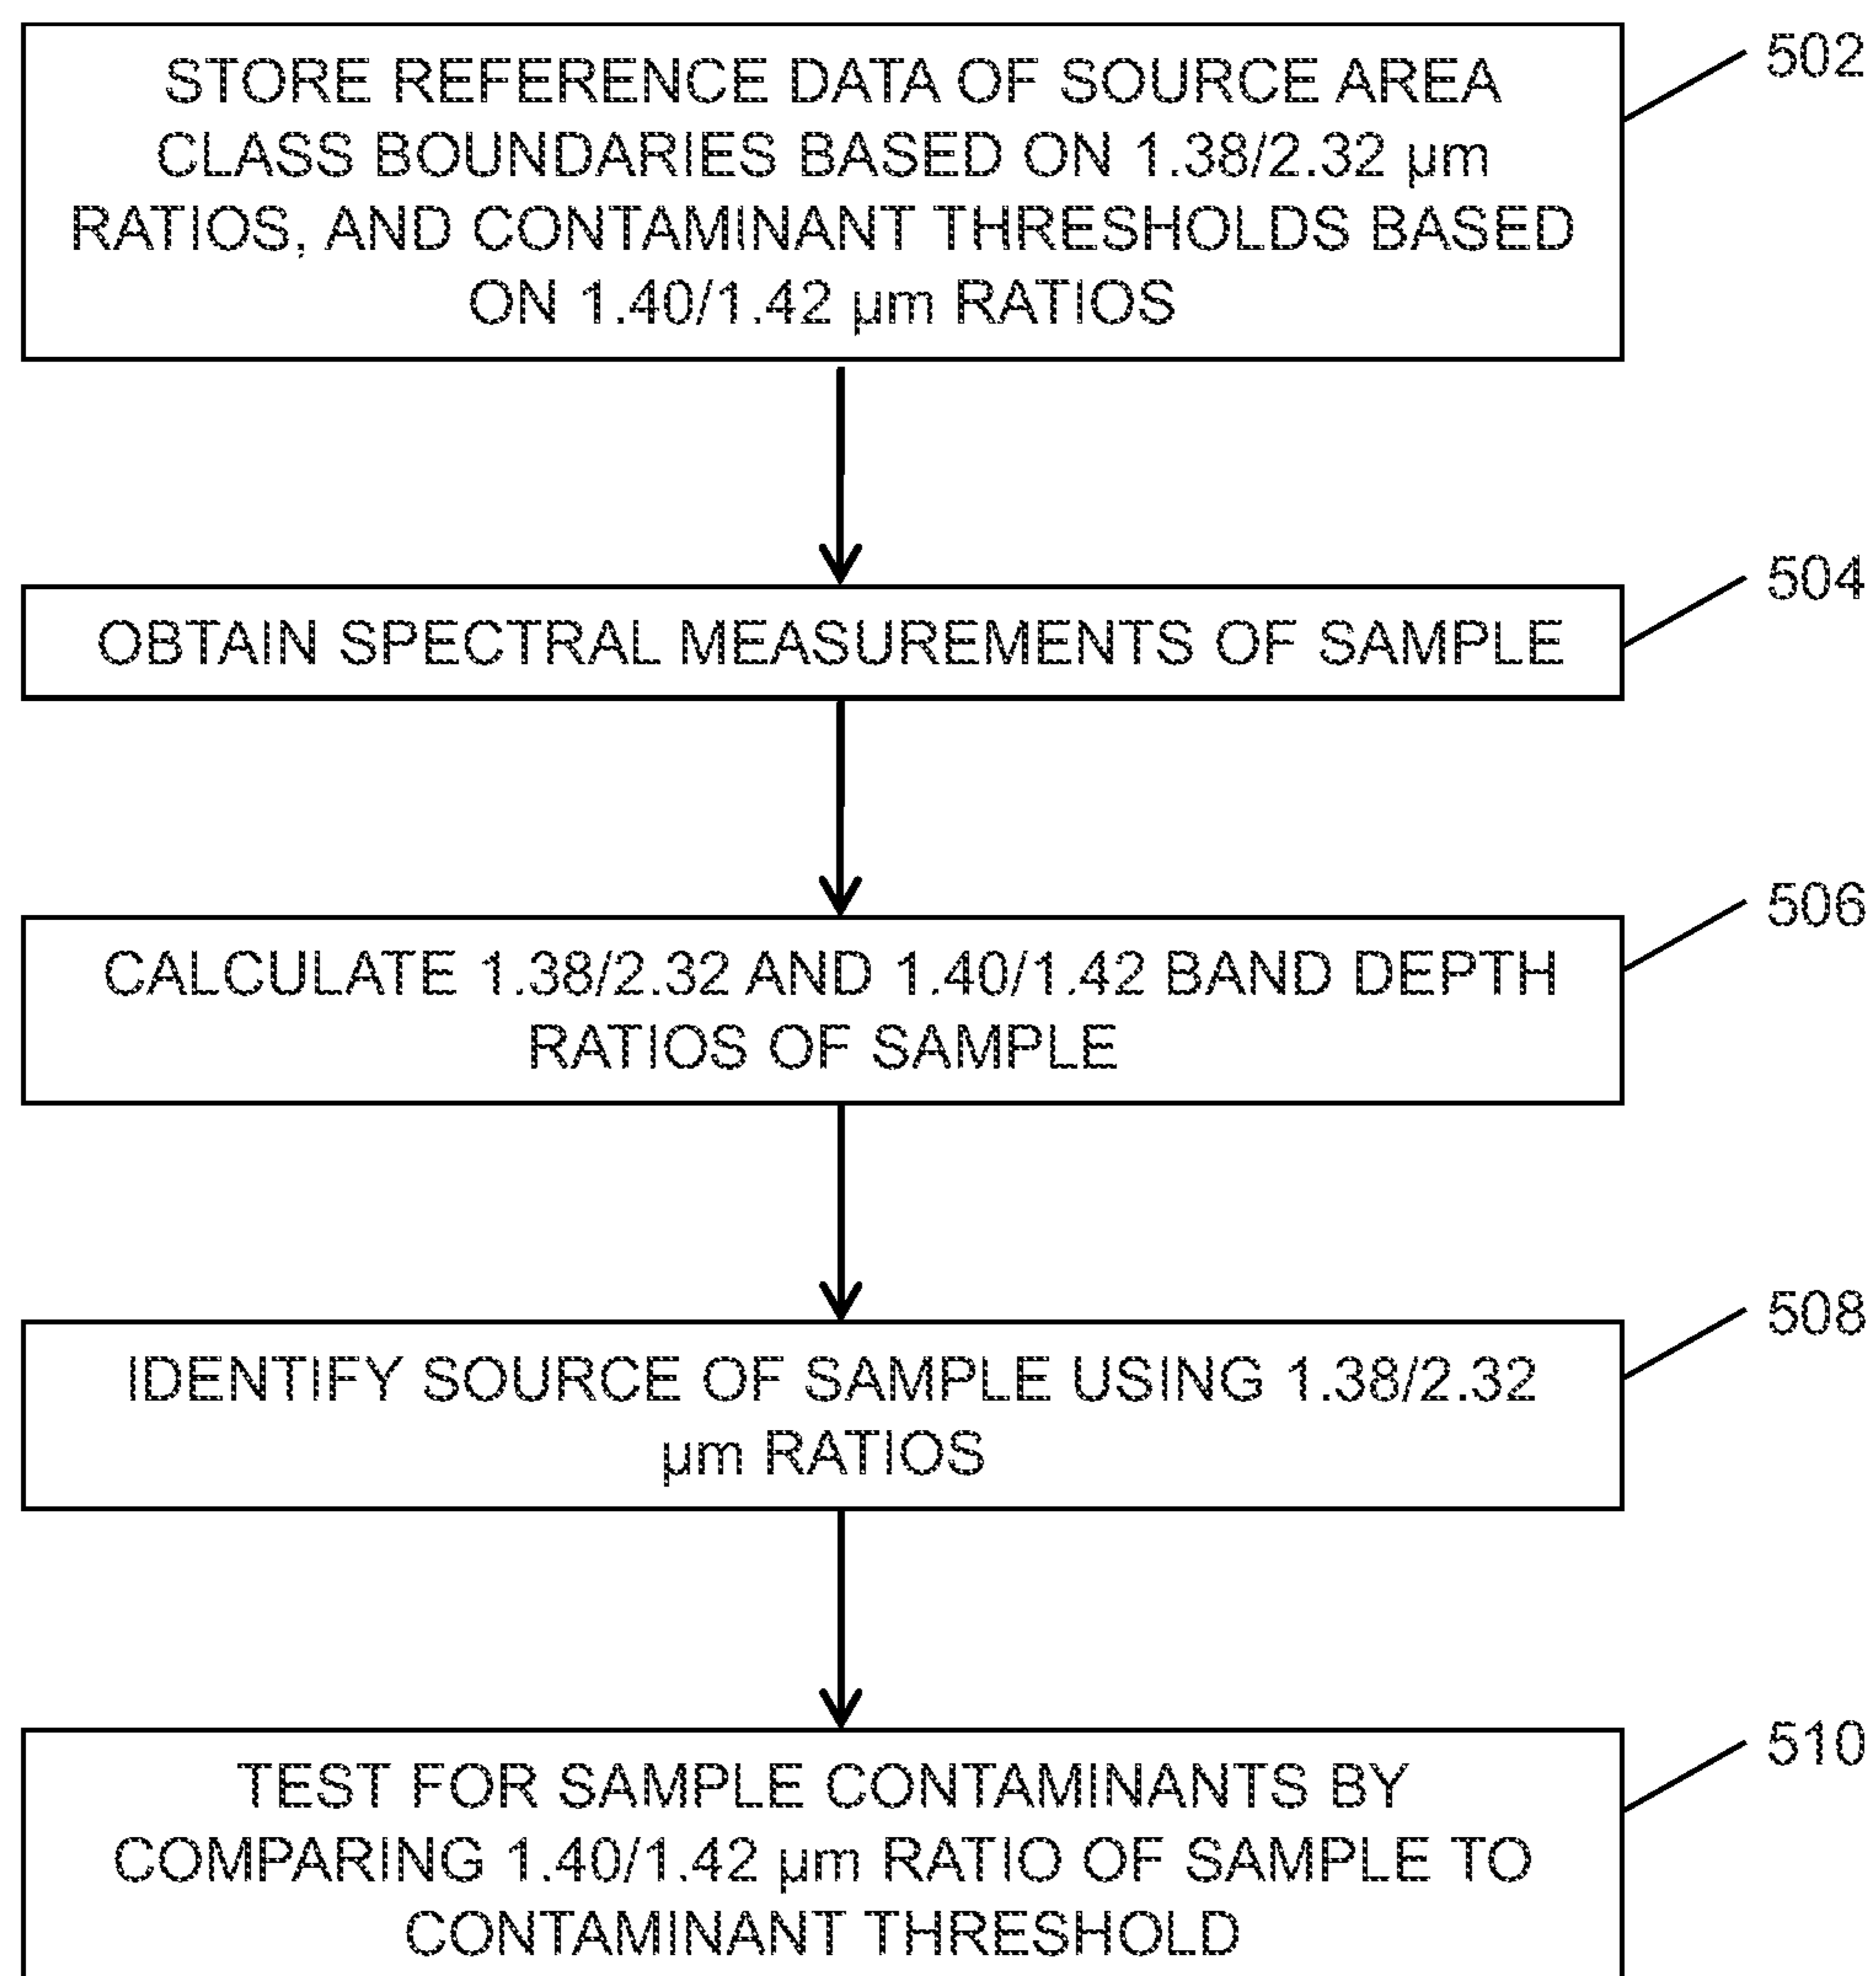 STORE REFERENCE DATA OF SOURCE AREA
CLASS BOUNDARIES BASED ON 1.38/2.32 µm
RATIOS, AND CONTAMINANT THRESHOLDS BASED
ON 1.40/1.42 µm RATIOS
502
OBTAIN SPECTRAL MEASUREMENTS OF SAMPLE
504
CALCULATE 1.38/2.32 AND 1.40/1.42 BAND DEPTH
RATIOS OF SAMPLE
506
IDENTIFY SOURCE OF SAMPLE USING 1.38/2.32
µm RATIOS
508
TEST FOR SAMPLE CONTAMINANTS BY
COMPARING 1.40/1.42 µm RATIO OF SAMPLE TO
CONTAMINANT THRESHOLD
510